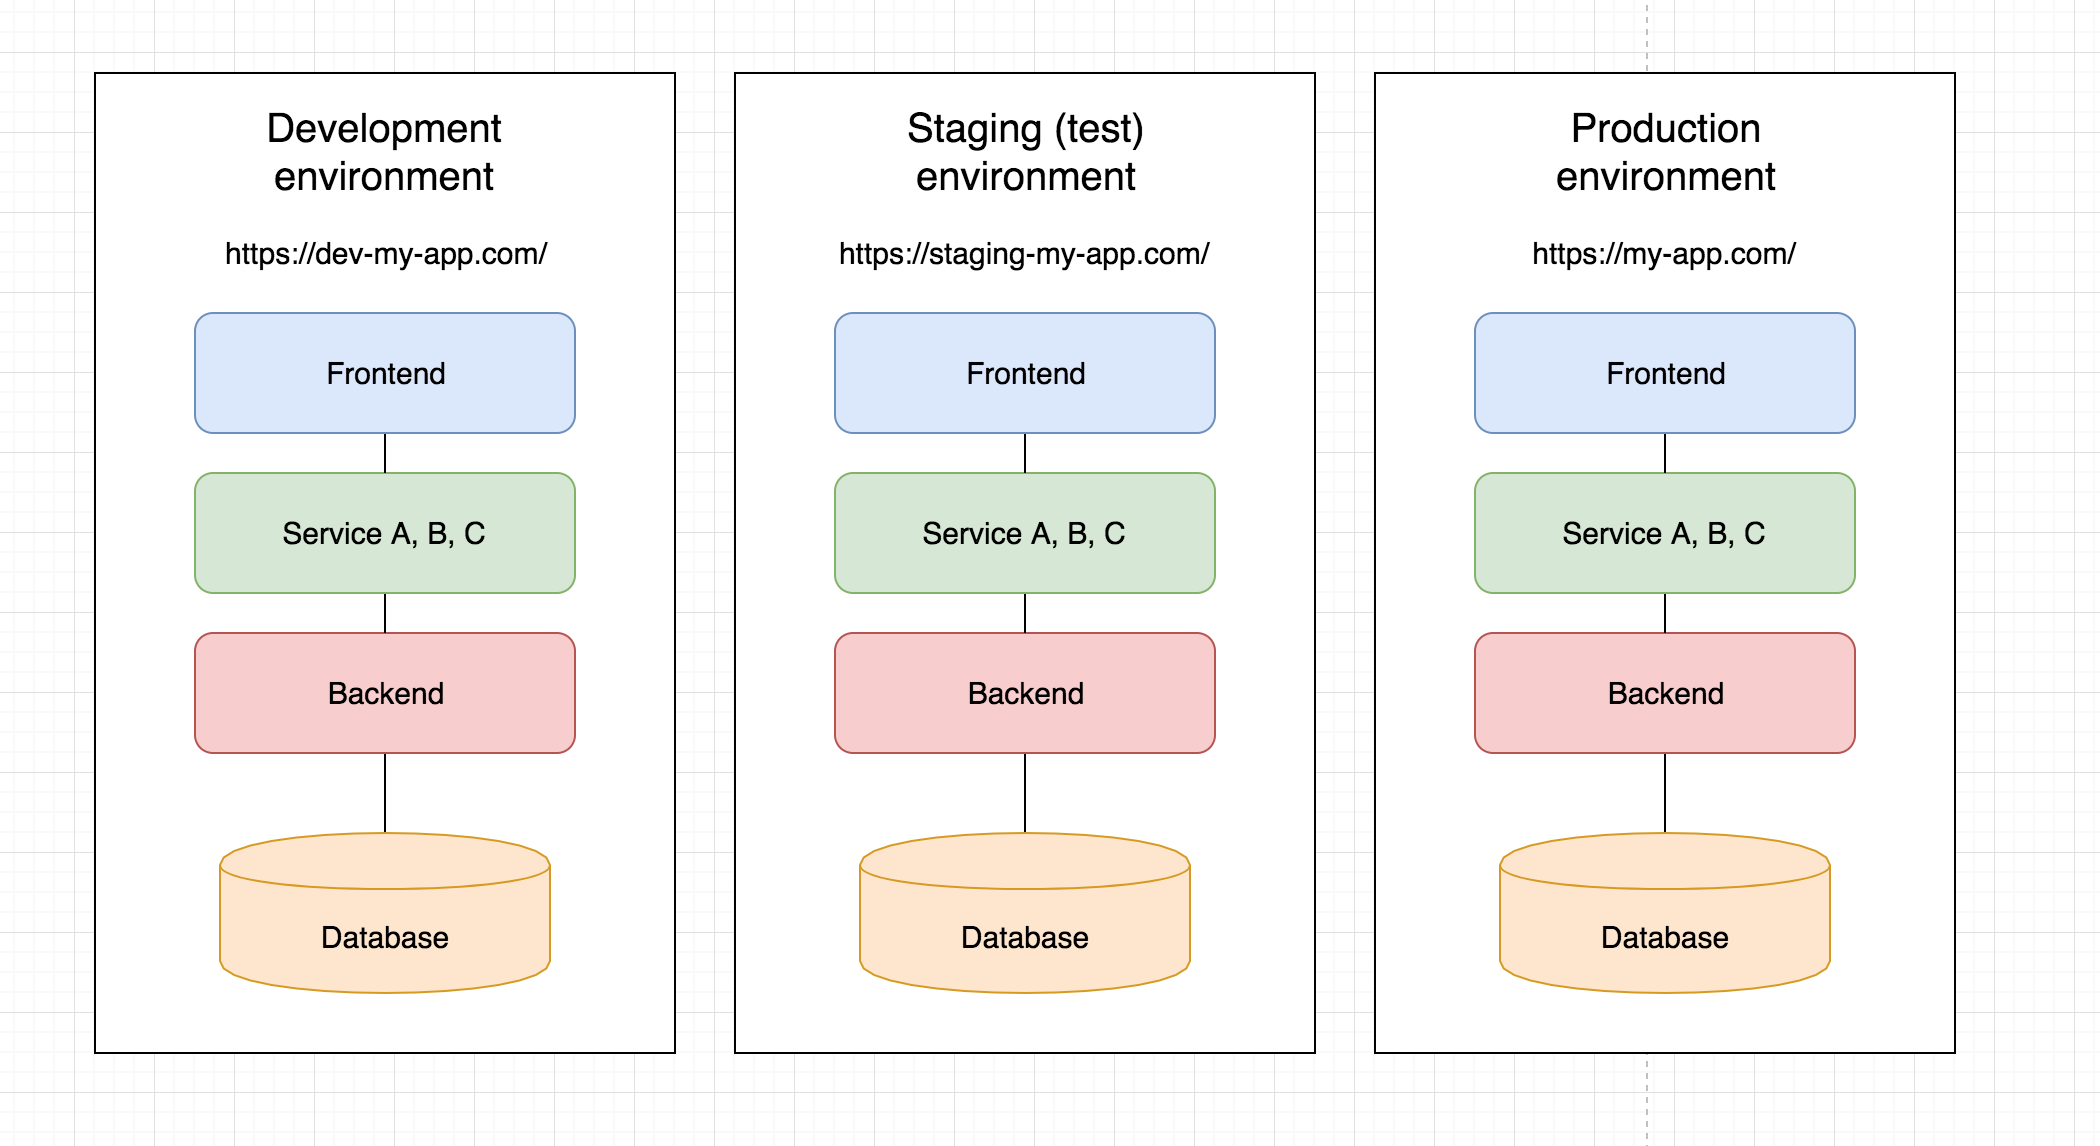 Development
environment
https://dev-my-app.com/
Frontend
Service A, B, C
Backend
Database
Staging (test)
environment
https://staging-my-app.com/
Frontend
Service A, B, C
Backend
Database
Production
environment
https://my-app.com/
Frontend
Service A, B, C
Backend
Database